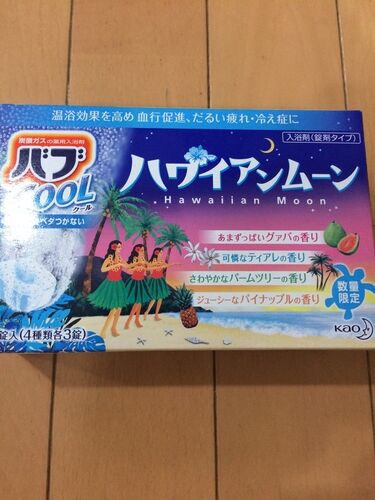 温浴効果を高め 血行促進、だるい疲れ・冷え症に
炭酸ガスの薬用入浴剤
バブ
COOL
クール
ベタつかない
入浴剤(錠剤タイプ)
ハワイアンムーン
Hawaiian Moon
あまずっぱいグァバの香り
可憐なティアレの香り
さわやかなパームツリーの香り
ジューシーなパイナップルの香り
数量
限定
錠入(4種類各3錠)
Kao